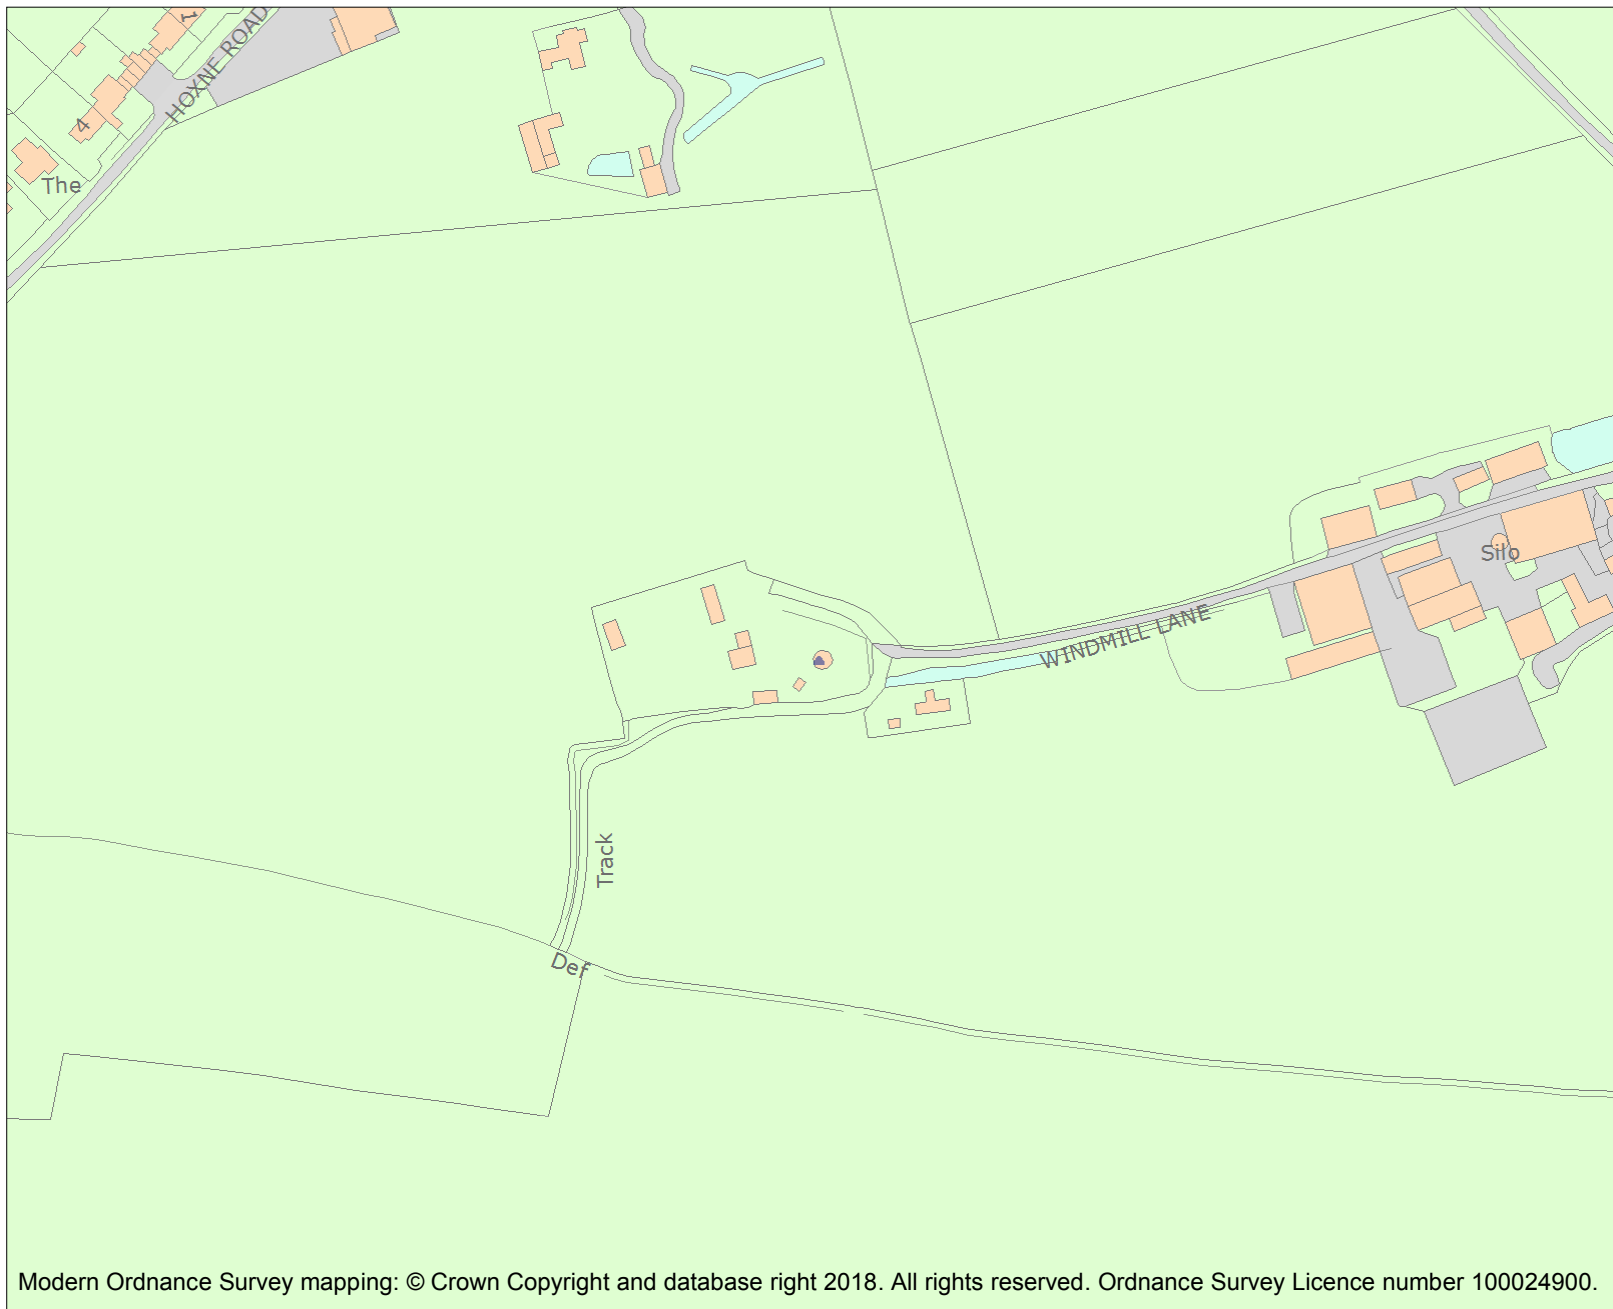 1
HOXNE ROAD
4
The
Silo
WINDMILL LANE
Track
Def
Modern Ordnance Survey mapping: © Crown Copyright and database right 2018. All rights reserved. Ordnance Survey Licence number 100024900.